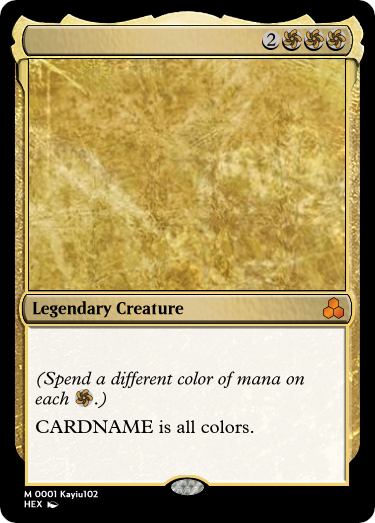 2
Legendary Creature
(Spend a different color of mana on
each .)
CARDNAME is all colors.
M 0001 Kayiu102
HEX